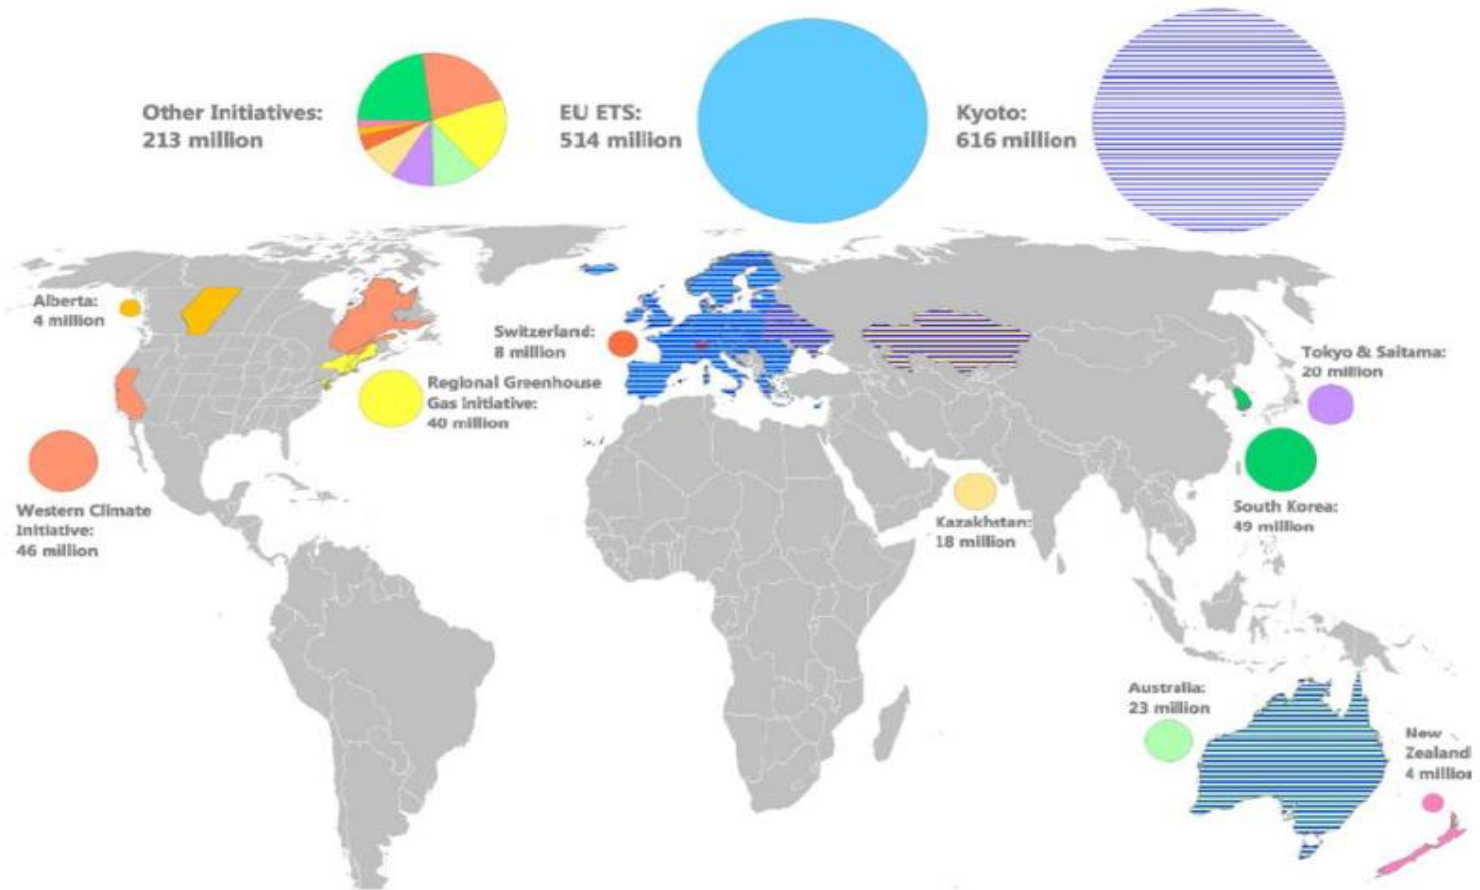 Other Initiatives:
213 million
EU ETS:
514 million
Kyoto:
616 million
Alberta:
4 million
Switzerland:
8 million
Regional Greenhouse
Gas Initiative:
40 million
Tokyo & Saitama:
20 million
Western Climate
Initiative:
46 million
Kazakhstan:
18 million
South Korea:
49 million
Australia:
23 million
New
Zealand
4 millio